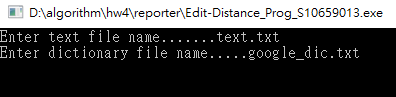 D:\algorithm\hw4\reporter\Edit-Distance_Prog_S10659013.exe
Enter text file name.......text.txt
Enter dictionary file name.....google_dic.txt